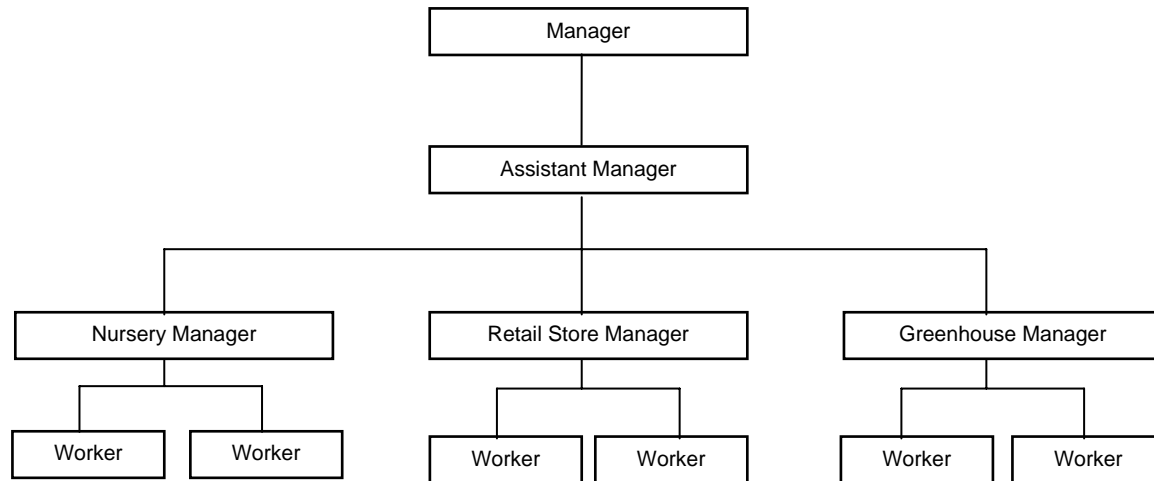 Manager
Assistant Manager
Nursery Manager
Retail Store Manager
Greenhouse Manager
Worker
Worker
Worker
Worker
Worker
Worker